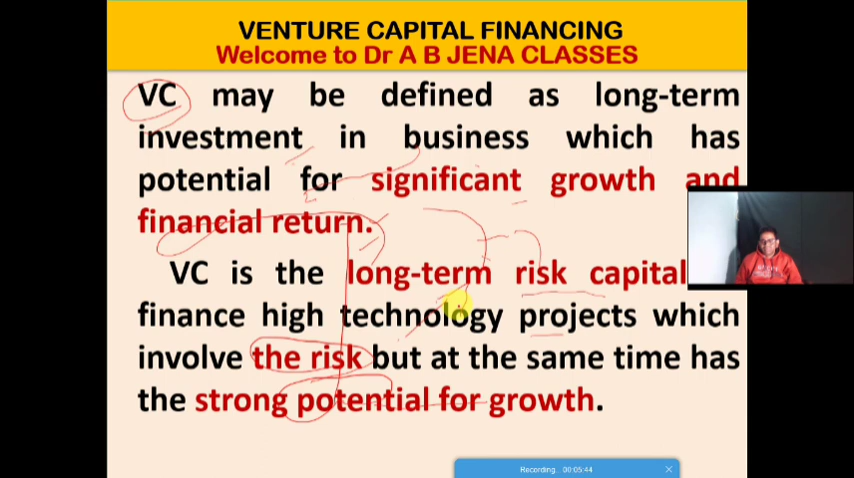 VENTURE CAPITAL FINANCING
Welcome to Dr A B JENA CLASSES
VC may be defined as long-term
investment in business which has
potential for significant growth and
financial return.
VC is the long-term risk capital
finance high technology projects which
involve the risk but at the same time has
the strong potential for growth.
Recording... 00:05:44